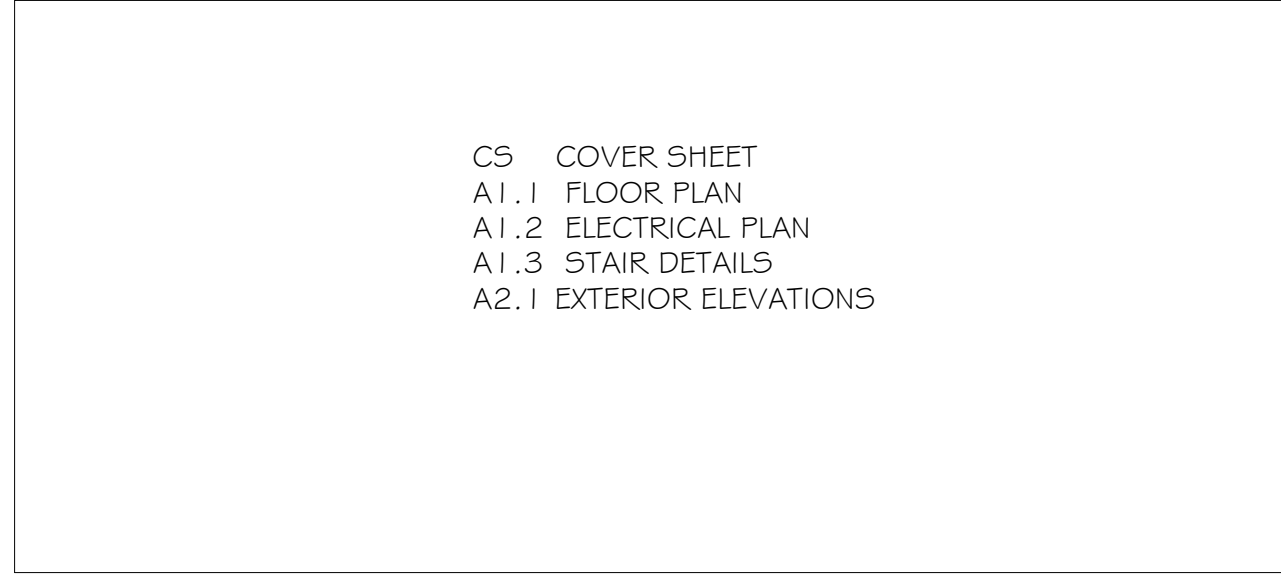 CS COVER SHEET
A1.1 FLOOR PLAN
A1.2 ELECTRICAL PLAN
A1.3 STAIR DETAILS
A2.1 EXTERIOR ELEVATIONS